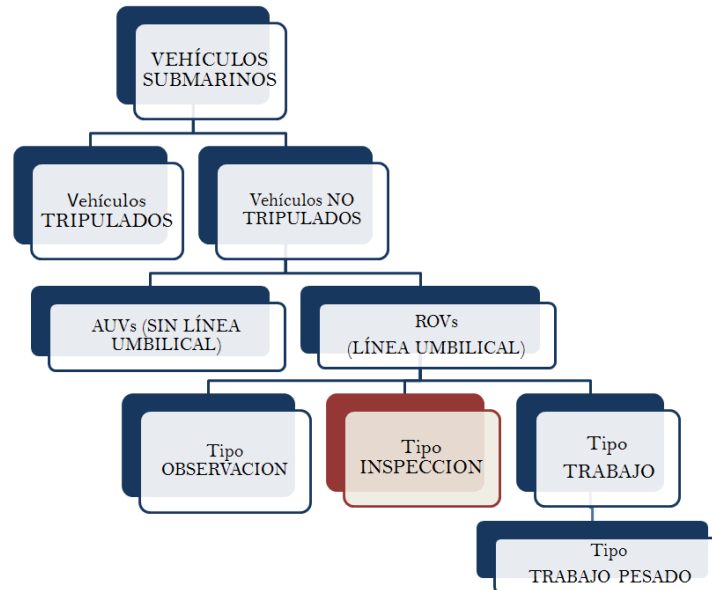 VEHÍCULOS
SUBMARINOS
Vehículos
TRIPULADOS
Vehículos NO
TRIPULADOS
AUVs (SIN LÍNEA
UMBILICAL)
ROVs
(LÍNEA UMBILICAL)
Tipo
OBSERVACION
Tipo
INSPECCION
Tipo
TRABAJO
Tipo
TRABAJO PESADO